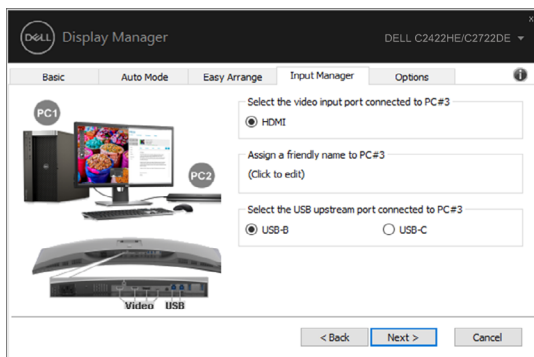 x
DELL Display Manager
DELL C2422HE/C2722DE
Basic Auto Mode Easy Arrange Input Manager Options
PC1
PC2
Video USB
Select the video input port connected to PC#3
HDMI
Assign a friendly name to PC#3
(Click to edit)
Select the USB upstream port connected to PC#3
USB-B USB-C
< Back Next > Cancel